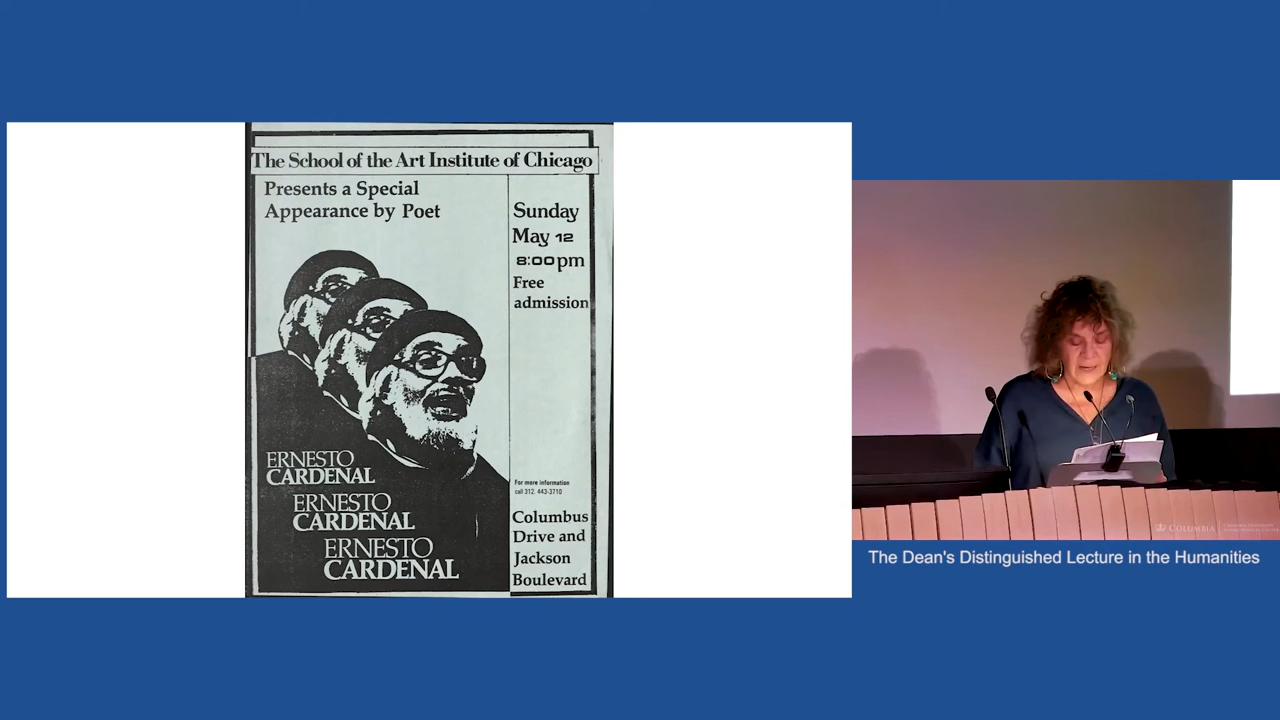 The School of the Art Institute of Chicago
Presents a Special
Appearance by Poet
Sunday
May 12
8:00pm
Free
admission
ERNESTO
CARDENAL
ERNESTO
CARDENAL
ERNESTO
CARDENAL
For more information
call 312. 443-3710
Columbus
Drive and
Jackson
Boulevard
COLUMBIA
The Dean's Distinguished Lecture in the Humanities